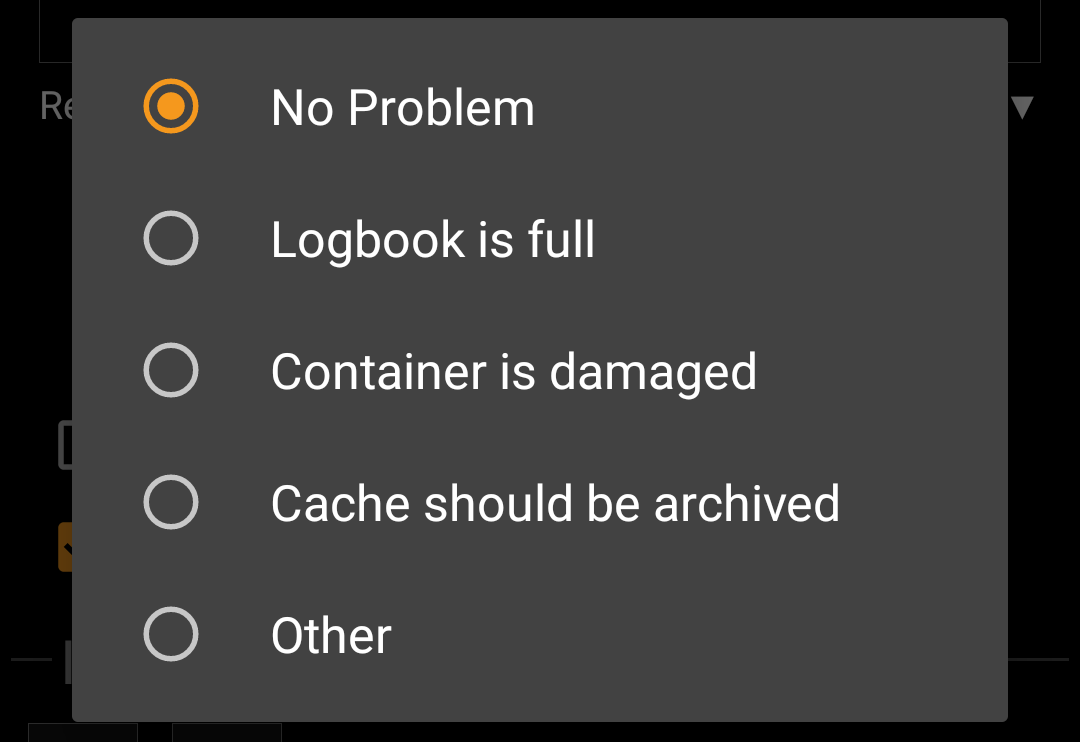 No Problem
Logbook is full
Container is damaged
Cache should be archived
Other